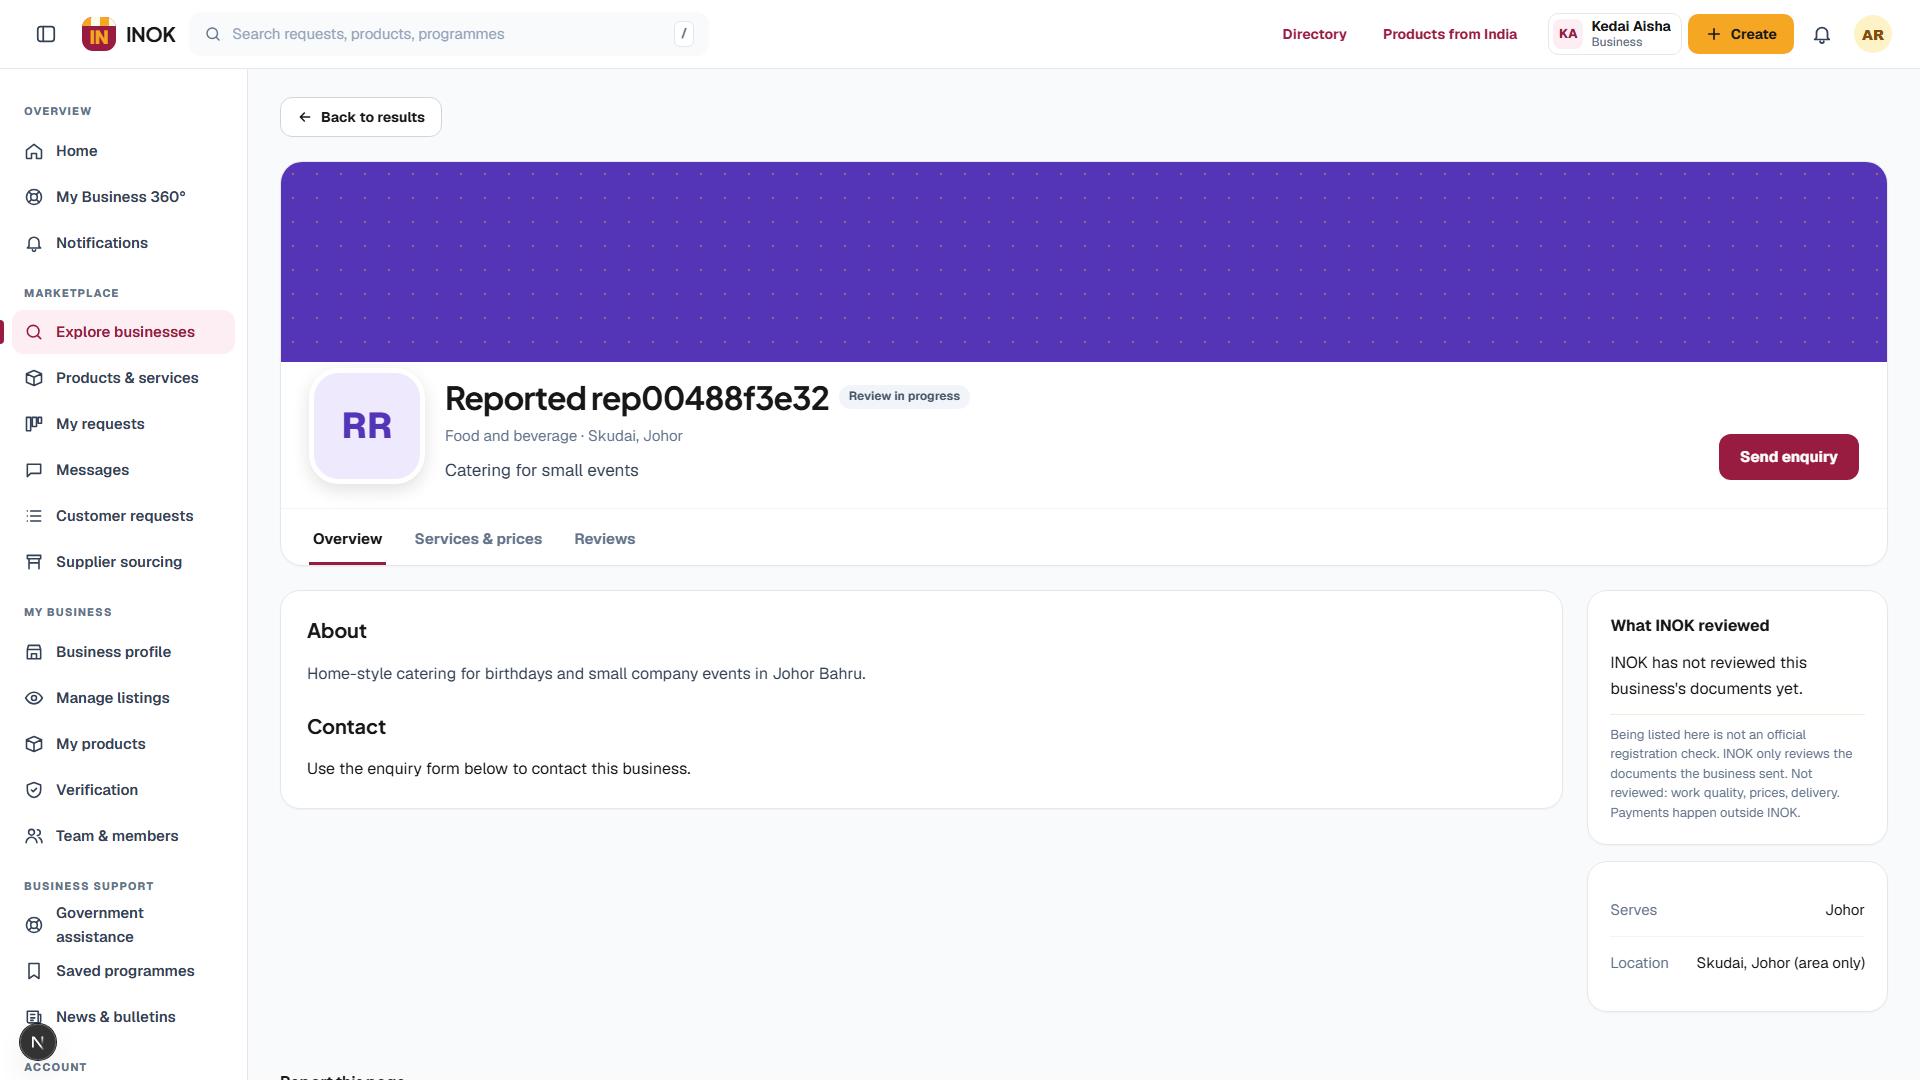 IN INOK
Search requests, products, programmes
/
Directory
Products from India
KA
Kedai Aisha
Business
Create
AR
OVERVIEW
Home
My Business 360°
Notifications
MARKETPLACE
Explore businesses
Products & services
My requests
Messages
Customer requests
Supplier sourcing
MY BUSINESS
Business profile
Manage listings
My products
Verification
Team & members
BUSINESS SUPPORT
Government
assistance
Saved programmes
News & bulletins
N
ACCOUNT
Back to results
RR
Reported rep00488f3e32
Review in progress
Food and beverage · Skudai, Johor
Catering for small events
Send enquiry
Overview
Services & prices
Reviews
About
Home-style catering for birthdays and small company events in Johor Bahru.
Contact
Use the enquiry form below to contact this business.
What INOK reviewed
INOK has not reviewed this
business's documents yet.
Being listed here is not an official
registration check. INOK only reviews the
documents the business sent. Not
reviewed: work quality, prices, delivery.
Payments happen outside INOK.
Serves
Johor
Location
Skudai, Johor (area only)
Report this page